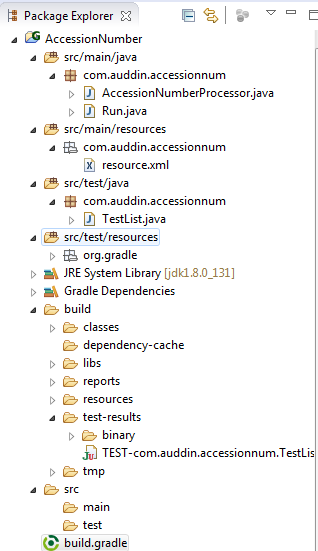 Package Explorer
AccessionNumber
src/main/java
com.auddin.accessionnum
AccessionNumberProcessor.java
Run.java
src/main/resources
com.auddin.accessionnum
resource.xml
src/test/java
com.auddin.accessionnum
TestList.java
src/test/resources
org.gradle
JRE System Library [jdk1.8.0_131]
Gradle Dependencies
build
classes
dependency-cache
libs
reports
resources
test-results
binary
TEST-com.auddin.accessionnum.TestLis
tmp
src
main
test
build.gradle